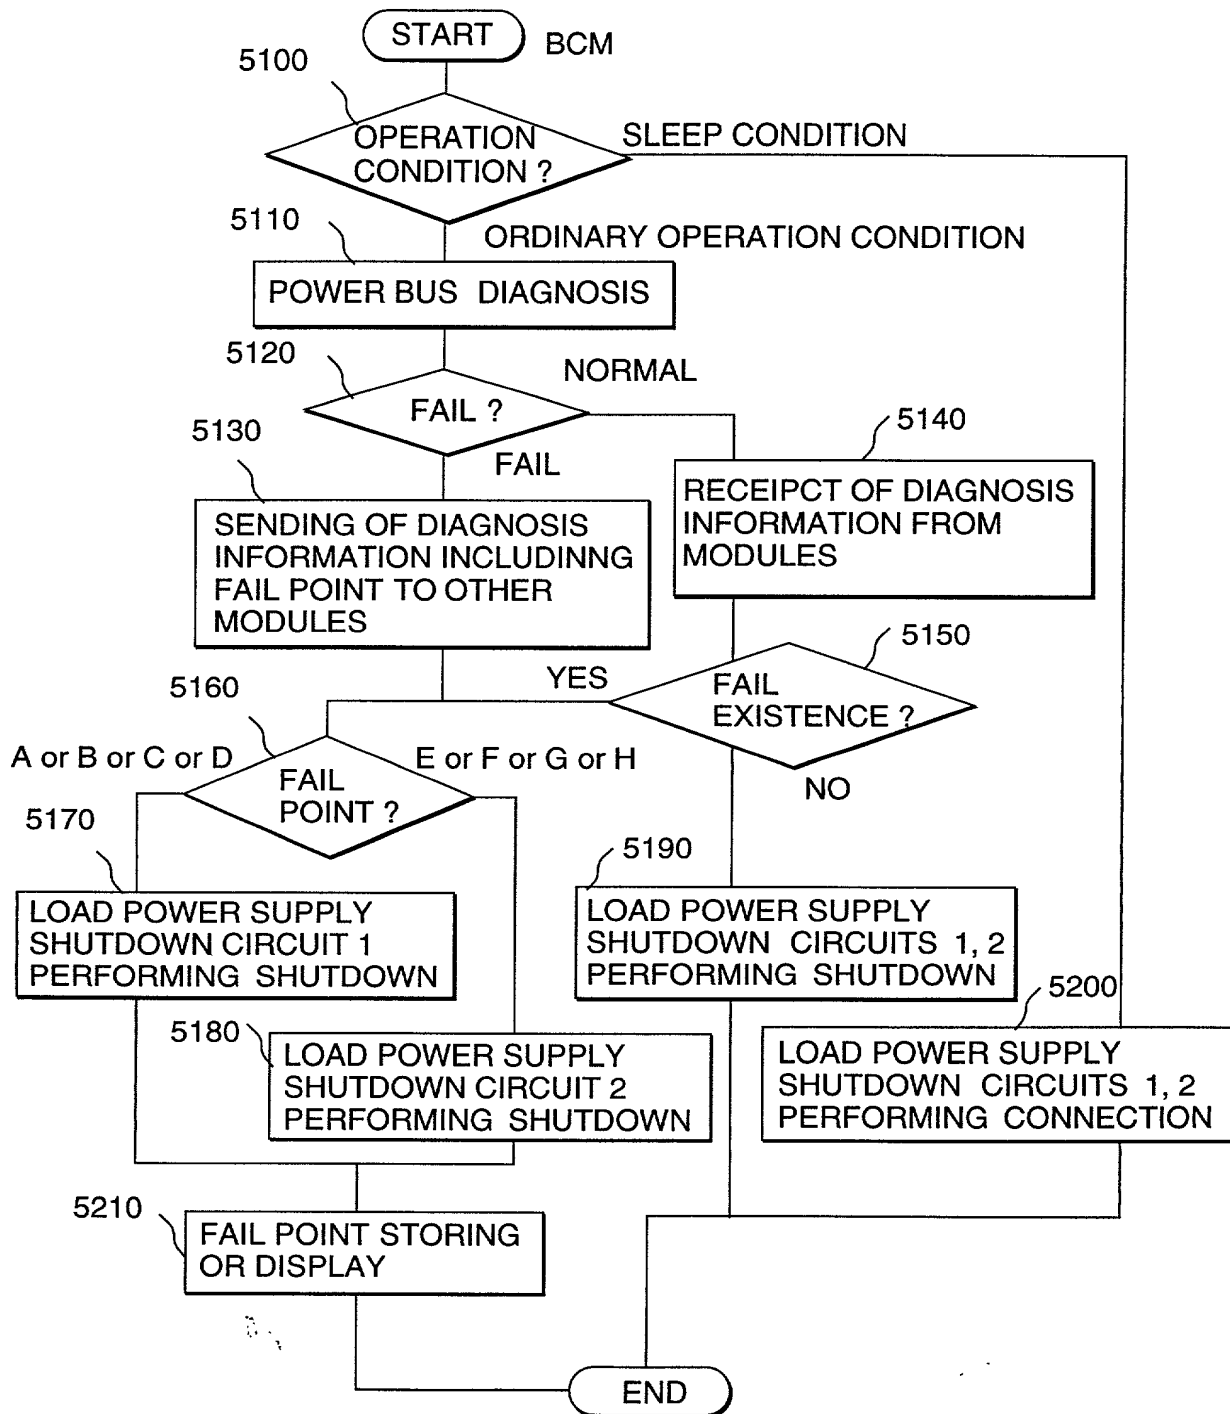 START
BCM
5100
OPERATION
CONDITION ?
SLEEP CONDITION
5110
ORDINARY OPERATION CONDITION
POWER BUS DIAGNOSIS
5120
NORMAL
FAIL ?
5130
FAIL
5140
SENDING OF DIAGNOSIS
INFORMATION INCLUDINNG
FAIL POINT TO OTHER
MODULES
RECEIPCT OF DIAGNOSIS
INFORMATION FROM
MODULES
5150
YES
FAIL
EXISTENCE ?
NO
5160
A or B or C or D
E or F or G or H
FAIL
POINT ?
5170
LOAD POWER SUPPLY
SHUTDOWN CIRCUIT 1
PERFORMING SHUTDOWN
5190
LOAD POWER SUPPLY
SHUTDOWN CIRCUITS 1, 2
PERFORMING SHUTDOWN
5180
LOAD POWER SUPPLY
SHUTDOWN CIRCUIT 2
PERFORMING SHUTDOWN
5200
LOAD POWER SUPPLY
SHUTDOWN CIRCUITS 1, 2
PERFORMING CONNECTION
5210
FAIL POINT STORING
OR DISPLAY
END